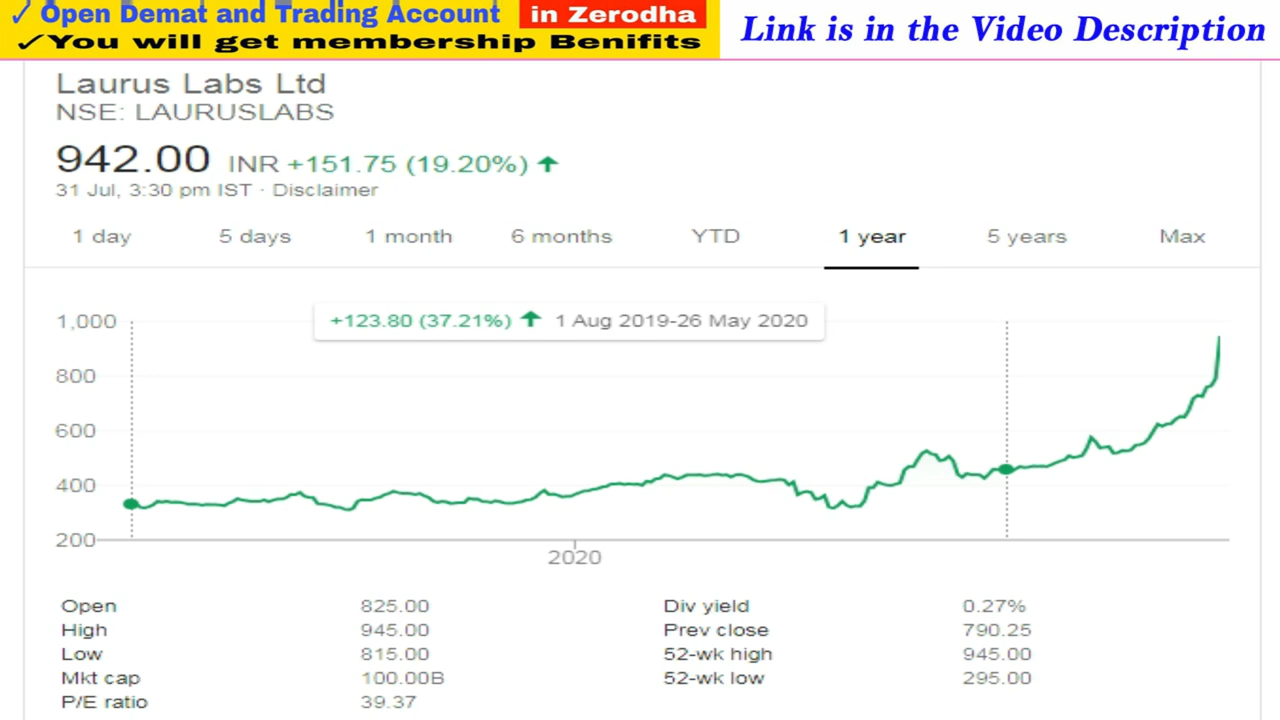 ✓ Open Demat and Trading Account in Zerodha
✓You will get membership Benifits
Link is in the Video Description
Laurus Labs Ltd
NSE: LAURUSLABS
942.00 INR +151.75 (19.20%) ↑
31 Jul, 3:30 pm IST · Disclaimer
1 day 5 days 1 month 6 months YTD 1 year 5 years Max
+123.80 (37.21%) ↑ 1 Aug 2019-26 May 2020
1,000
800
600
400
200
2020
Open 825.00 Div yield 0.27%
High 945.00 Prev close 790.25
Low 815.00 52-wk high 945.00
Mkt cap 100.00B 52-wk low 295.00
P/E ratio 39.37